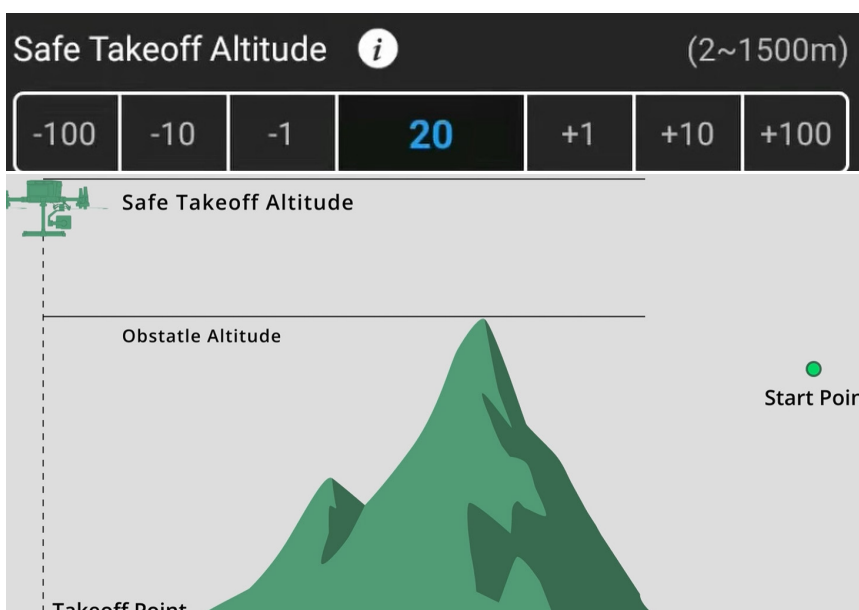 Safe Takeoff Altitude i (2~1500m)
-100 -10 -1 20 +1 +10 +100
Safe Takeoff Altitude
Obstatle Altitude
Start Poin
Takeoff Point